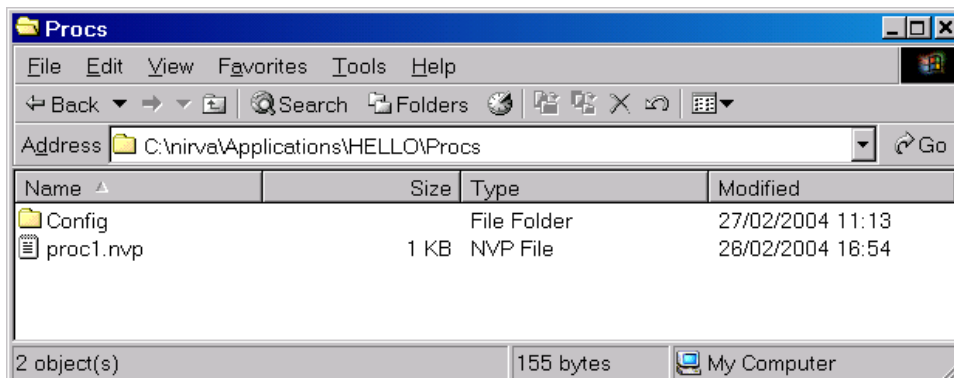 Procs
File Edit View Favorites Tools Help
Back Search Folders
Address C:\nirva\Applications\HELLO\Procs Go
Name Size Type Modified
Config File Folder 27/02/2004 11:13
proc1.nvp 1 KB NVP File 26/02/2004 16:54
2 object(s) 155 bytes My Computer